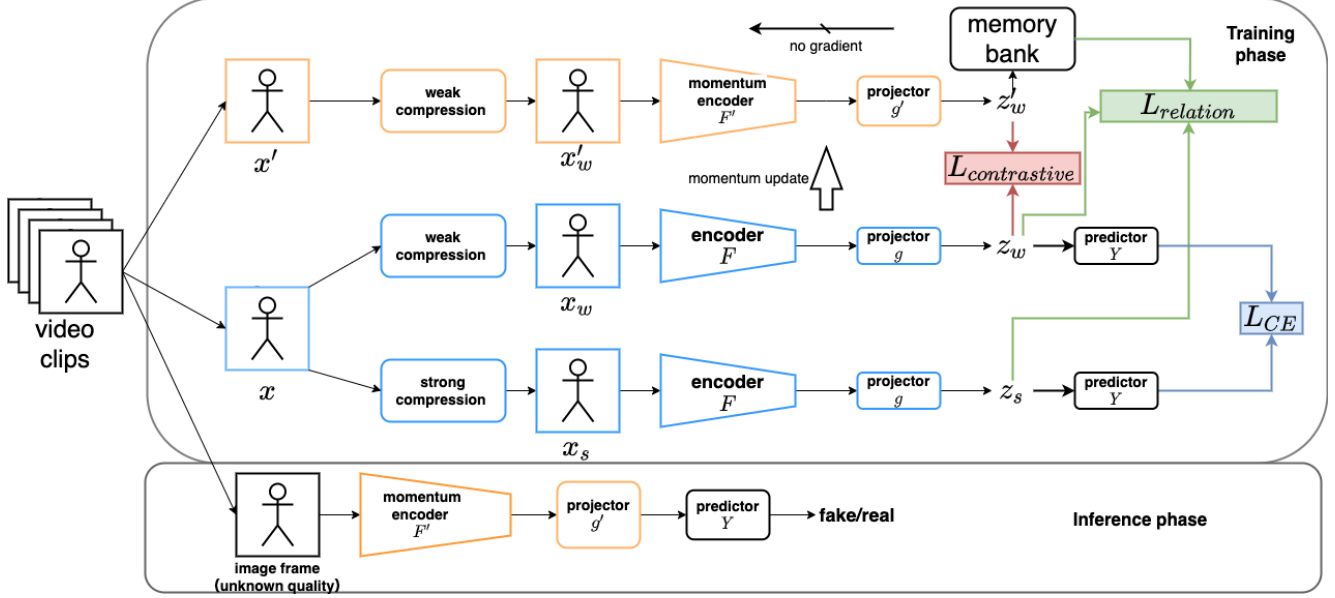 no gradient
memory
bank
Training
phase
weak
compression
momentum
encoder
F′
projector
g′
z′_w
L_relation
x′
x′_w
L_contrastive
momentum update
weak
compression
encoder
F
projector
g
z_w
predictor
Y
x_w
video
clips
L_CE
x
strong
compression
encoder
F
projector
g
z_s
predictor
Y
x_s
momentum
encoder
F′
projector
g′
predictor
Y
fake/real
Inference phase
image frame
(unknown quality)